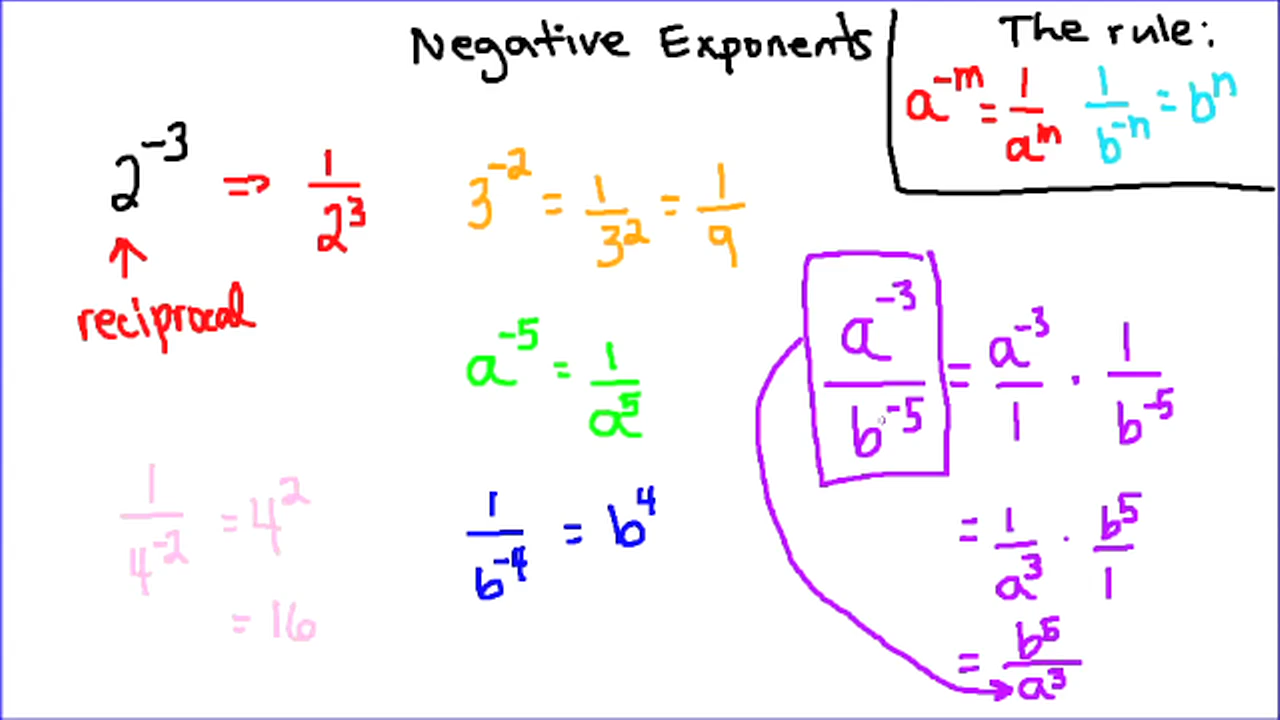 Negative Exponents
The rule:
a^-m = 1/a^m 1/b^-n = b^n
2^-3 ⇒ 1/2^3
↑
reciprocal
3^-2 = 1/3^2 = 1/9
a^-5 = 1/a^5
1/4^-2 = 4^2
= 16
1/b^-4 = b^4
a^-3/b^-5 = a^-3/1 · 1/b^-5
= 1/a^3 · b^5/1
= b^5/a^3